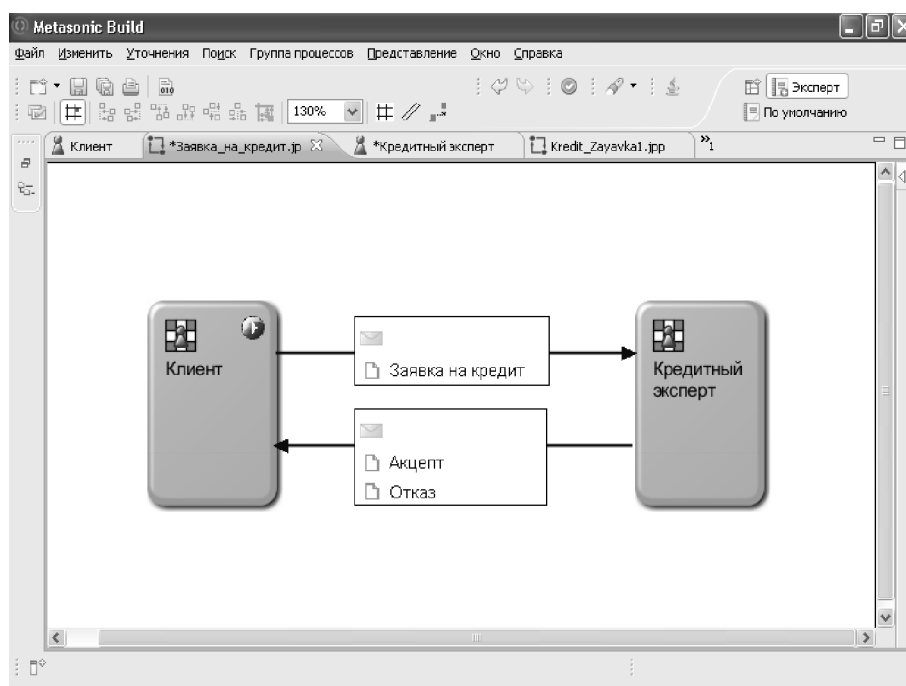 Metasonic Build
Файл Изменить Уточнения Поиск Группа процессов Представление Окно Справка
130%
Эксперт
По умолчанию
Клиент *Заявка_на_кредит.jp *Кредитный эксперт Kredit_Zayavka1.jpp »1
Клиент
Заявка на кредит
Кредитный
эксперт
Акцепт
Отказ